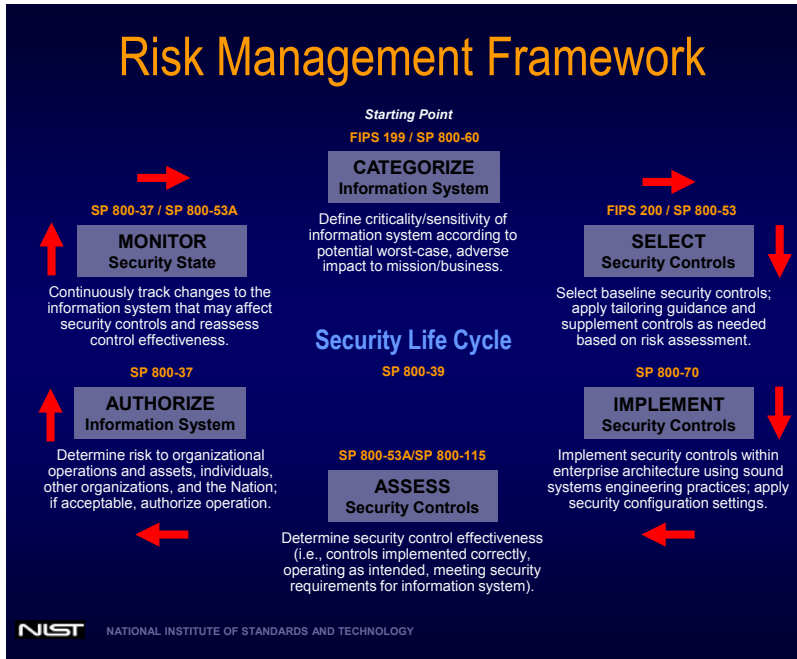 Risk Management Framework
Starting Point
FIPS 199 / SP 800-60
CATEGORIZE
Information System
Define criticality/sensitivity of
information system according to
potential worst-case, adverse
impact to mission/business.
FIPS 200 / SP 800-53
SELECT
Security Controls
Select baseline security controls;
apply tailoring guidance and
supplement controls as needed
based on risk assessment.
SP 800-70
IMPLEMENT
Security Controls
Implement security controls within
enterprise architecture using sound
systems engineering practices; apply
security configuration settings.
SP 800-53A/SP 800-115
ASSESS
Security Controls
Determine security control effectiveness
(i.e., controls implemented correctly,
operating as intended, meeting security
requirements for information system).
SP 800-37
AUTHORIZE
Information System
Determine risk to organizational
operations and assets, individuals,
other organizations, and the Nation;
if acceptable, authorize operation.
SP 800-37 / SP 800-53A
MONITOR
Security State
Continuously track changes to the
information system that may affect
security controls and reassess
control effectiveness.
Security Life Cycle
SP 800-39
NIST NATIONAL INSTITUTE OF STANDARDS AND TECHNOLOGY